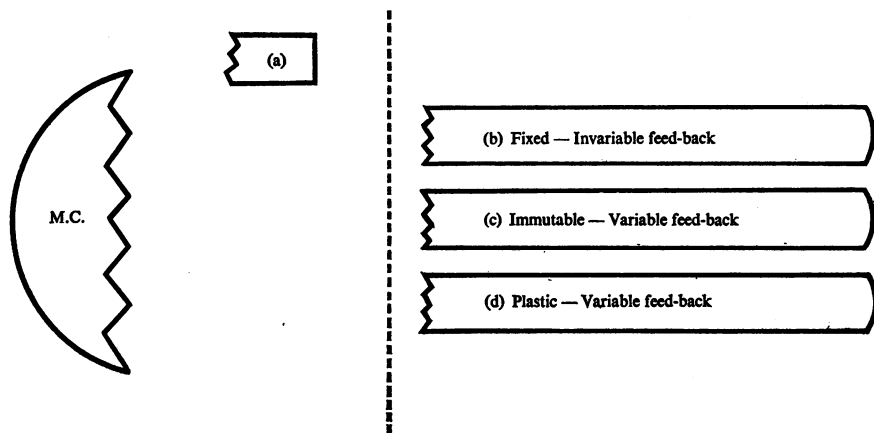 (a)
(b) Fixed — Invariable feed-back
M.C.
(c) Immutable — Variable feed-back
(d) Plastic — Variable feed-back